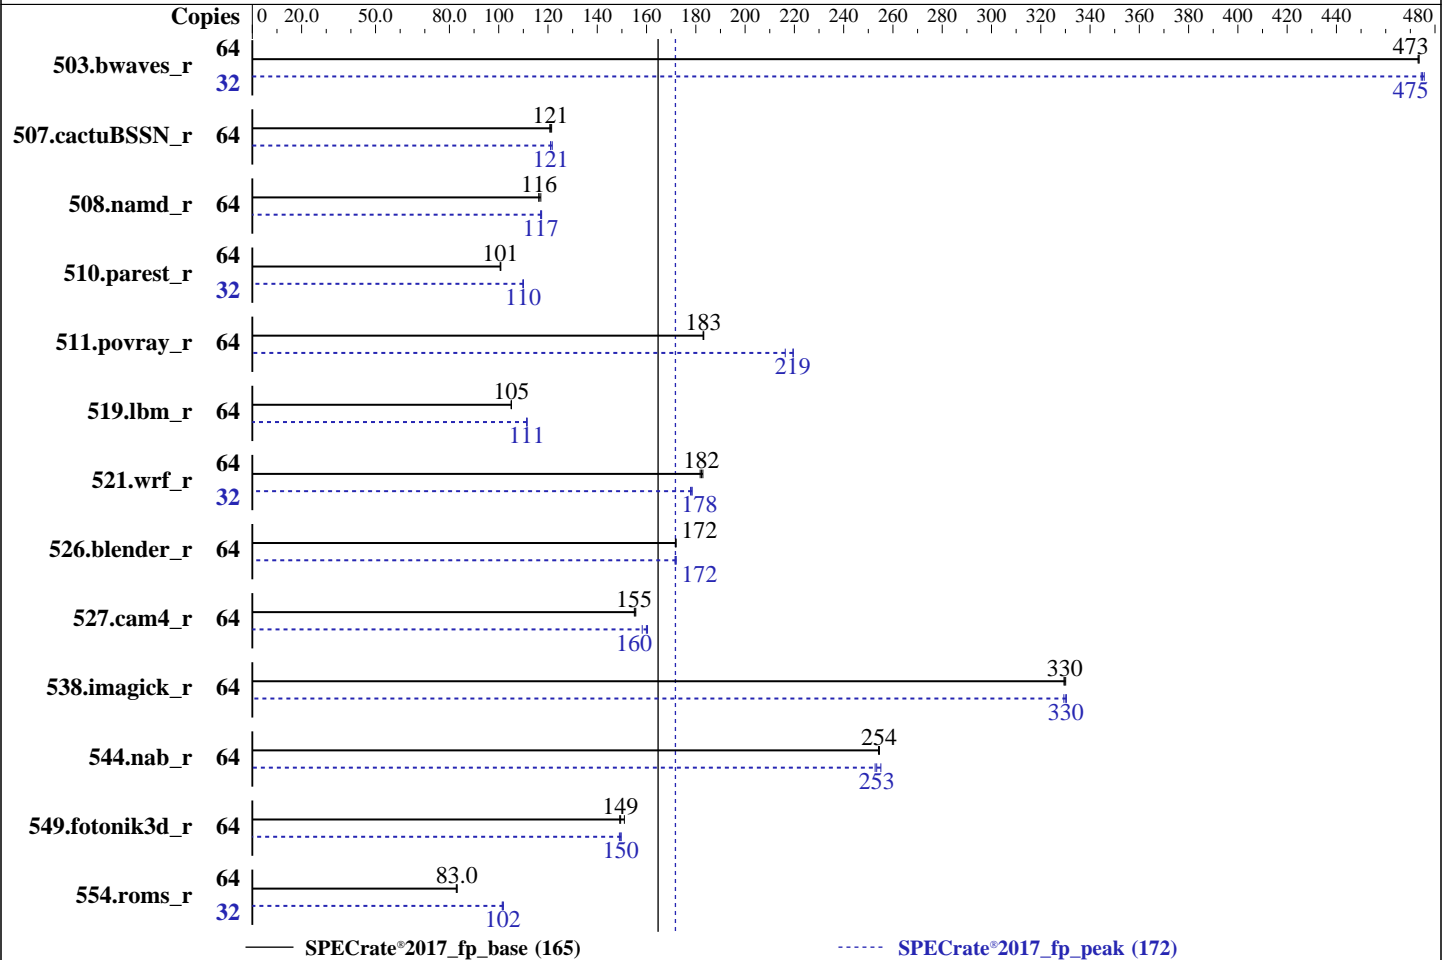 Copies 0 20.0 50.0 80.0 100 120 140 160 180 200 220 240 260 280 300 320 340 360 380 400 420 440 480
503.bwaves_r 64 473
32 475
507.cactuBSSN_r 64 121
121
508.namd_r 64 116
117
510.parest_r 64 101
32 110
511.povray_r 64 183
219
519.lbm_r 64 105
111
521.wrf_r 64 182
32 178
526.blender_r 64 172
172
527.cam4_r 64 155
160
538.imagick_r 64 330
330
544.nab_r 64 254
253
549.fotonik3d_r 64 149
150
554.roms_r 64 83.0
32 102
SPECrate®2017_fp_base (165) SPECrate®2017_fp_peak (172)